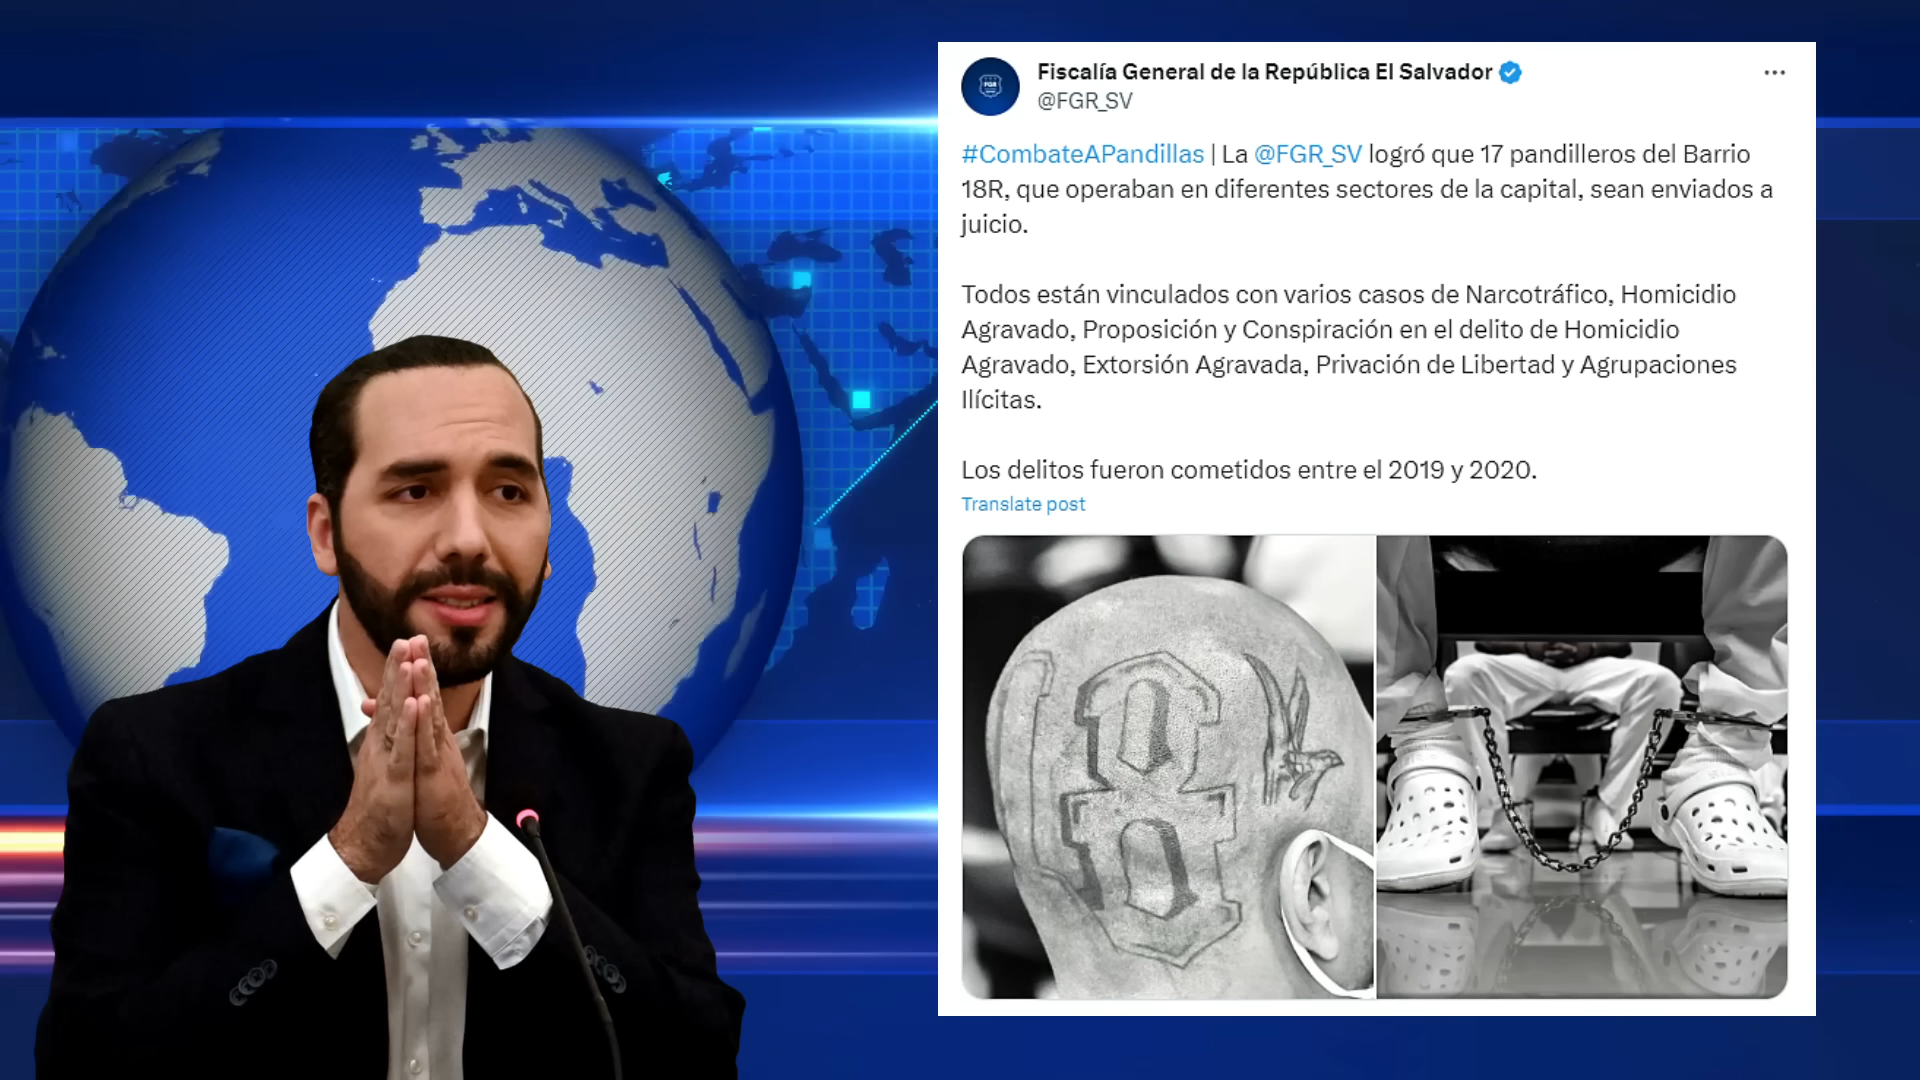 Fiscalía General de la República El Salvador
@FGR_SV
#CombateAPandillas | La @FGR_SV logró que 17 pandilleros del Barrio
18R, que operaban en diferentes sectores de la capital, sean enviados a
juicio.
Todos están vinculados con varios casos de Narcotráfico, Homicidio
Agravado, Proposición y Conspiración en el delito de Homicidio
Agravado, Extorsión Agravada, Privación de Libertad y Agrupaciones
Ilícitas.
Los delitos fueron cometidos entre el 2019 y 2020.
Translate post
18